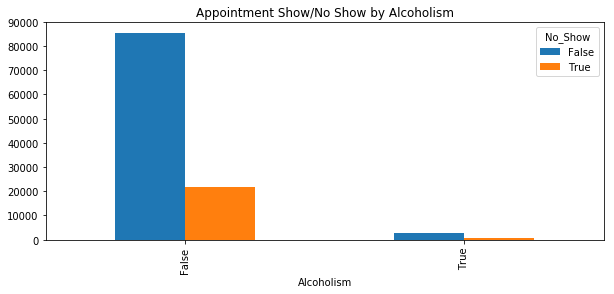 Appointment Show/No Show by Alcoholism
90000
80000
70000
60000
50000
40000
30000
20000
10000
0
No_Show
False
True
False
True
Alcoholism